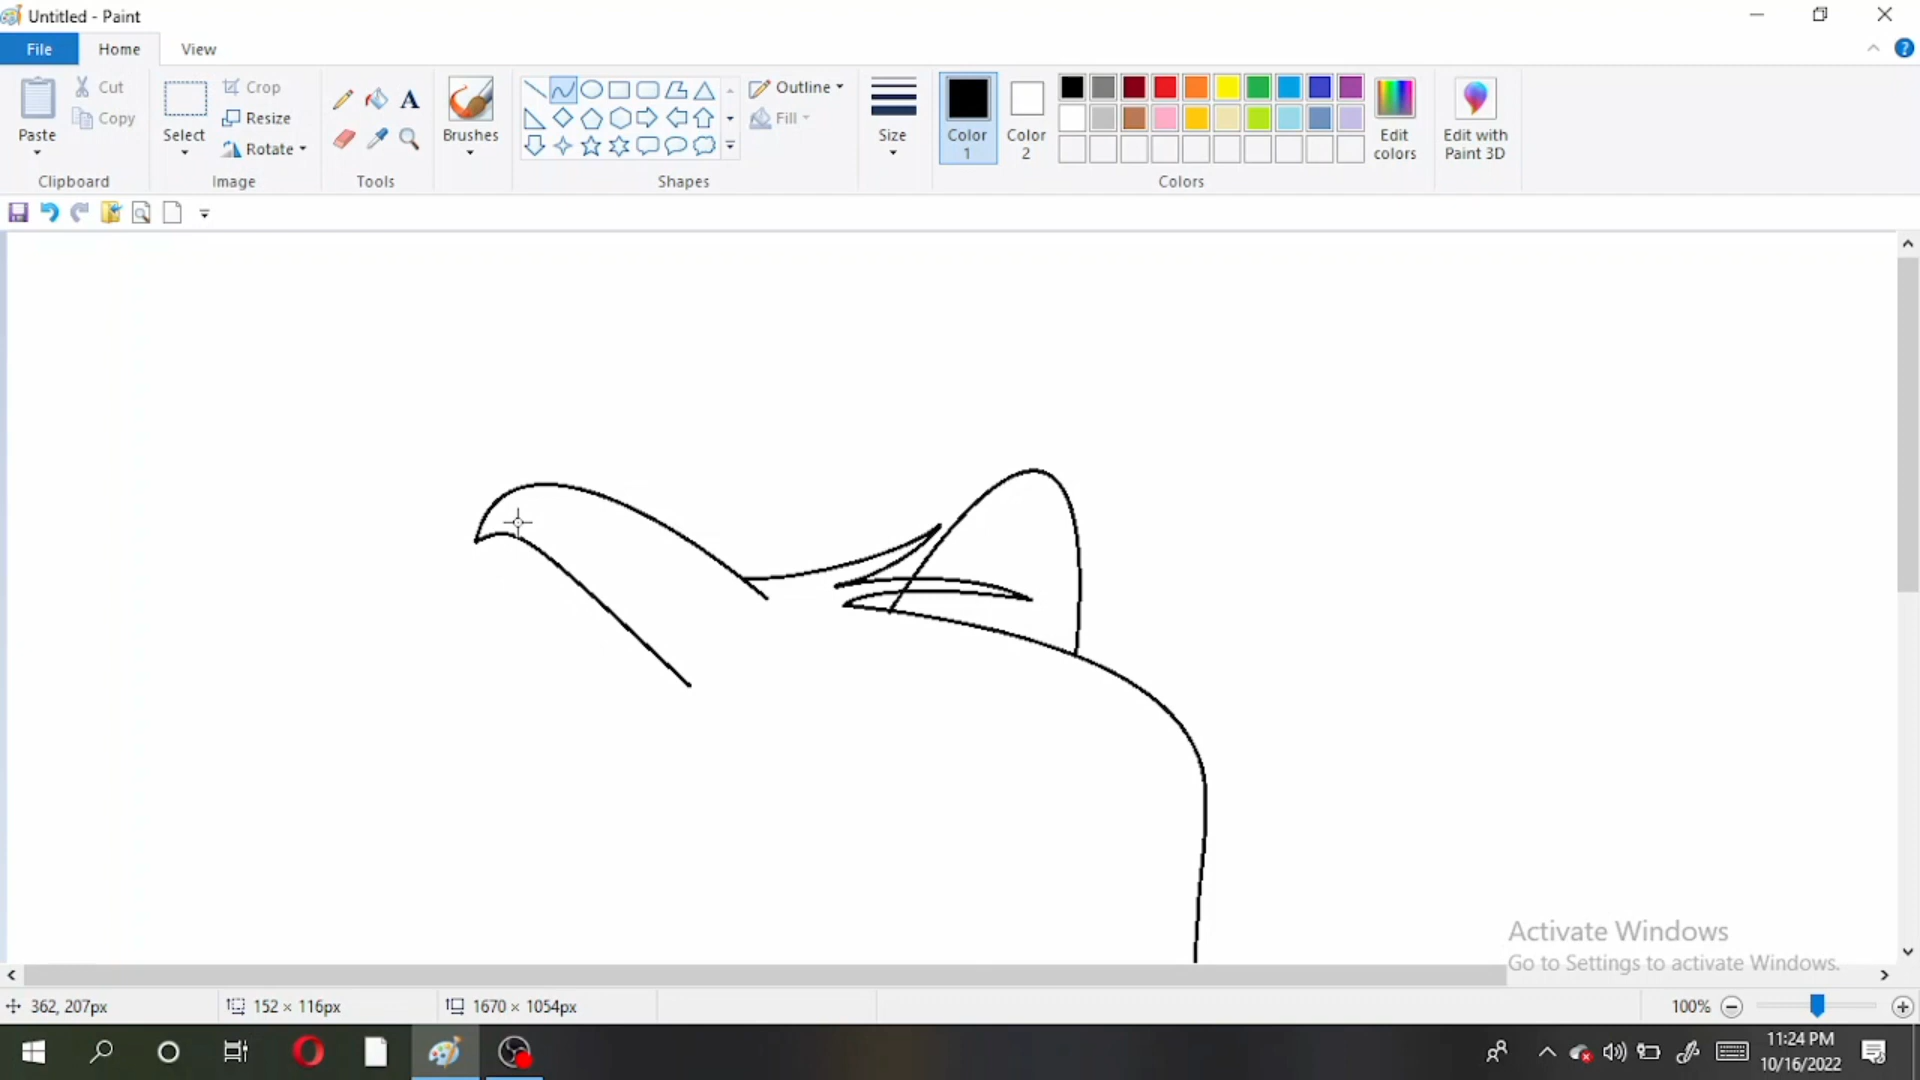 Untitled - Paint
File Home View
Paste Cut Copy
Clipboard
Select Crop Resize Rotate
Image
Tools
Brushes
Shapes
Outline
Fill
Size
Color 1
Color 2
Edit colors
Edit with Paint 3D
Colors
Activate Windows
Go to Settings to activate Windows.
362, 207px 152 × 116px 1670 × 1054px 100%
11:24 PM
10/16/2022